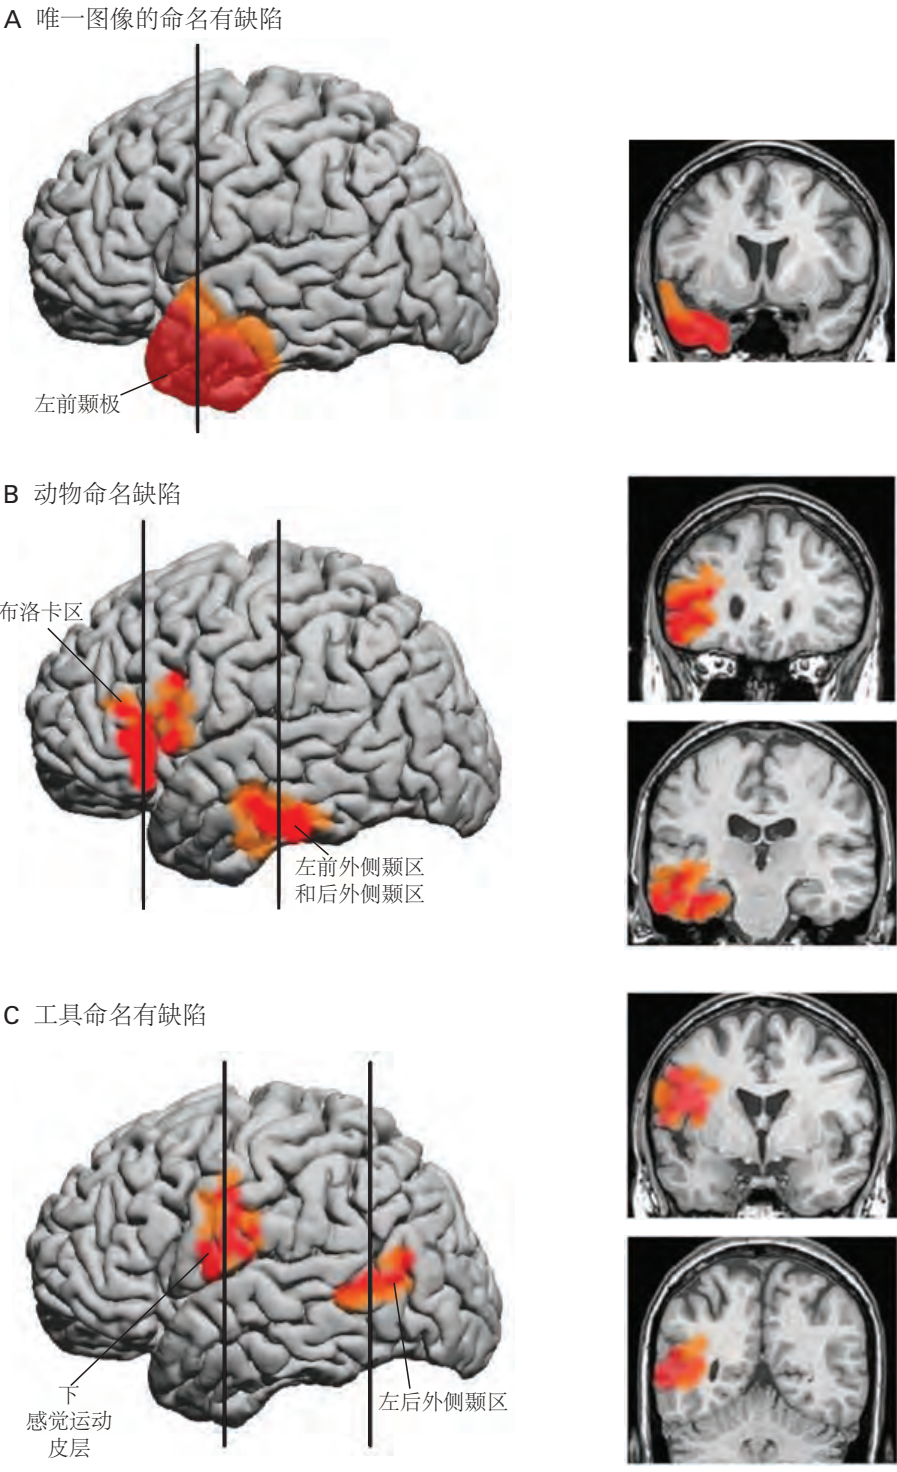 A 唯一图像的命名有缺陷
左前颞极
B 动物命名缺陷
布洛卡区
左前外侧颞区
和后外侧颞区
C 工具命名有缺陷
下
感觉运动
皮层
左后外侧颞区